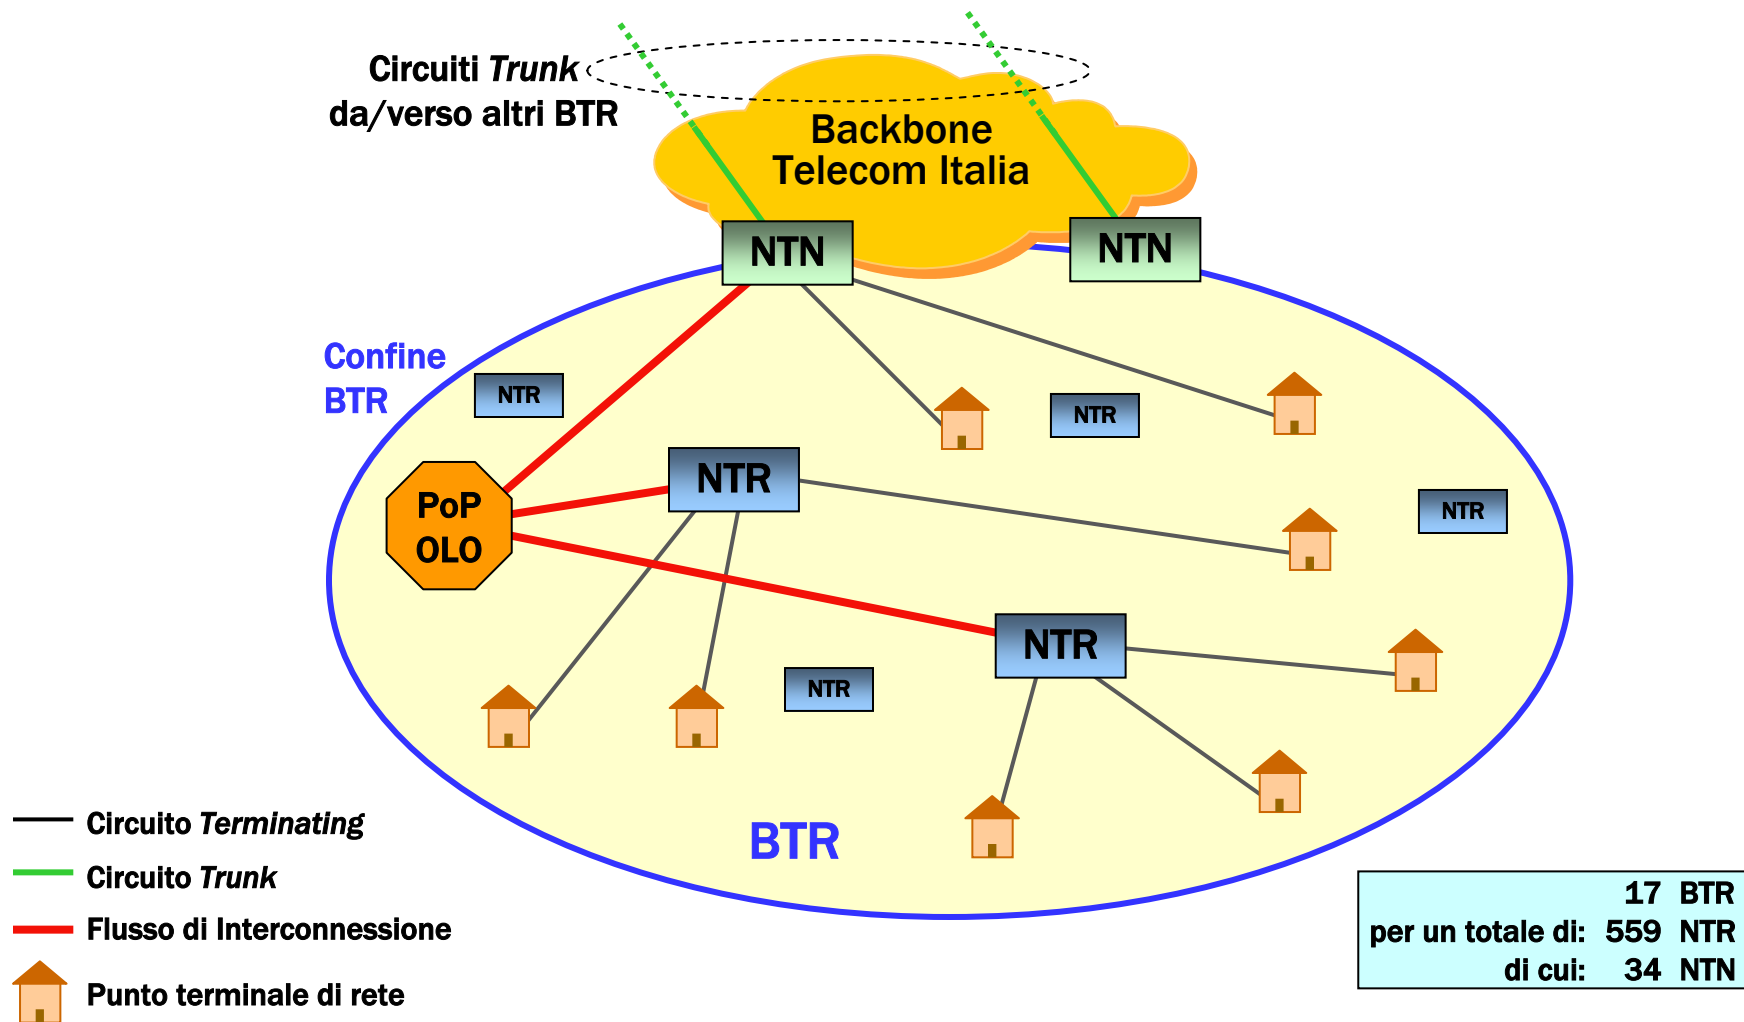 Circuiti Trunk
da/verso altri BTR
Backbone
Telecom Italia
NTN
NTN
Confine
BTR
NTR
NTR
NTR
PoP
OLO
NTR
NTR
NTR
BTR
Circuito Terminating
Circuito Trunk
Flusso di Interconnessione
Punto terminale di rete
17 BTR
per un totale di: 559 NTR
di cui: 34 NTN